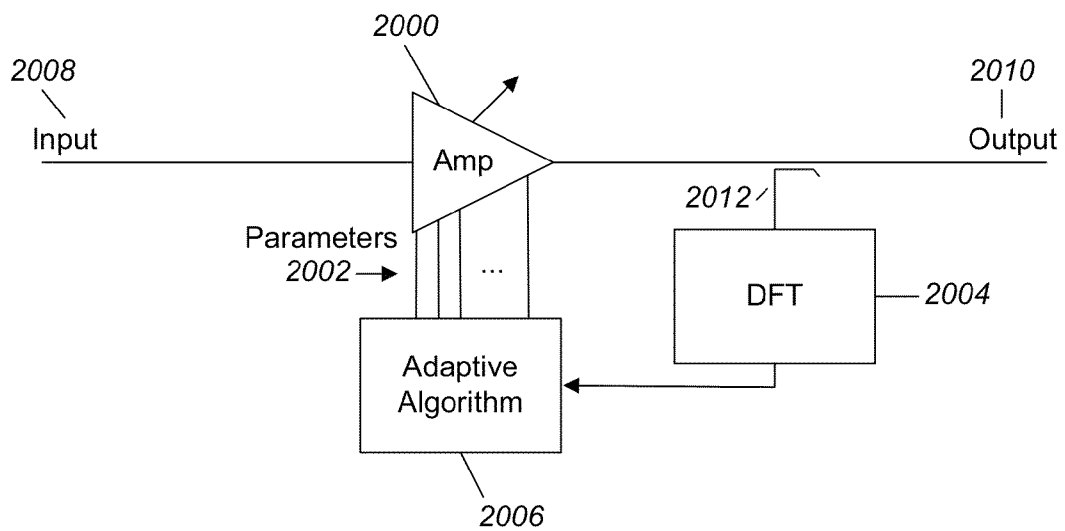 2000
2008
2010
Input
Output
Amp
2012
Parameters
2002
...
DFT
2004
Adaptive
Algorithm
2006